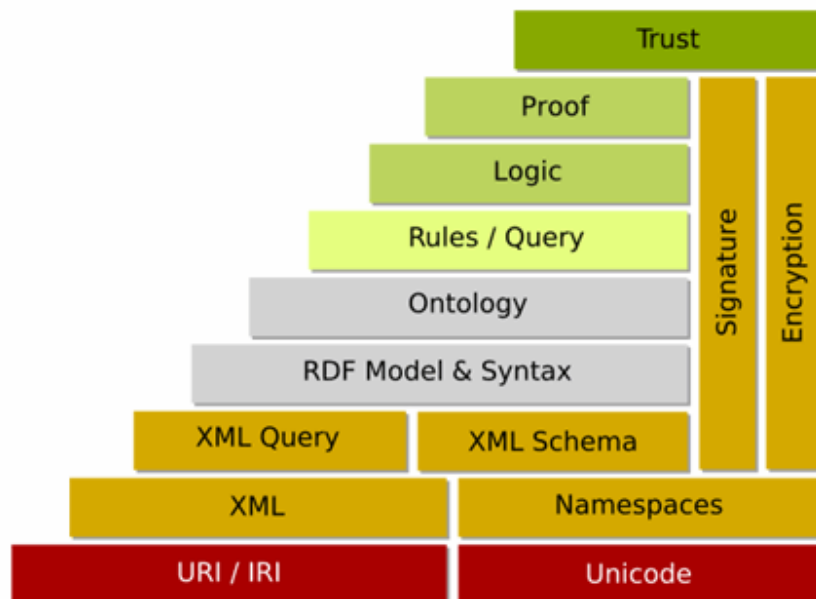 Trust
Proof
Logic
Rules / Query
Ontology
RDF Model & Syntax
Signature
Encryption
XML Query
XML Schema
XML
Namespaces
URI / IRI
Unicode